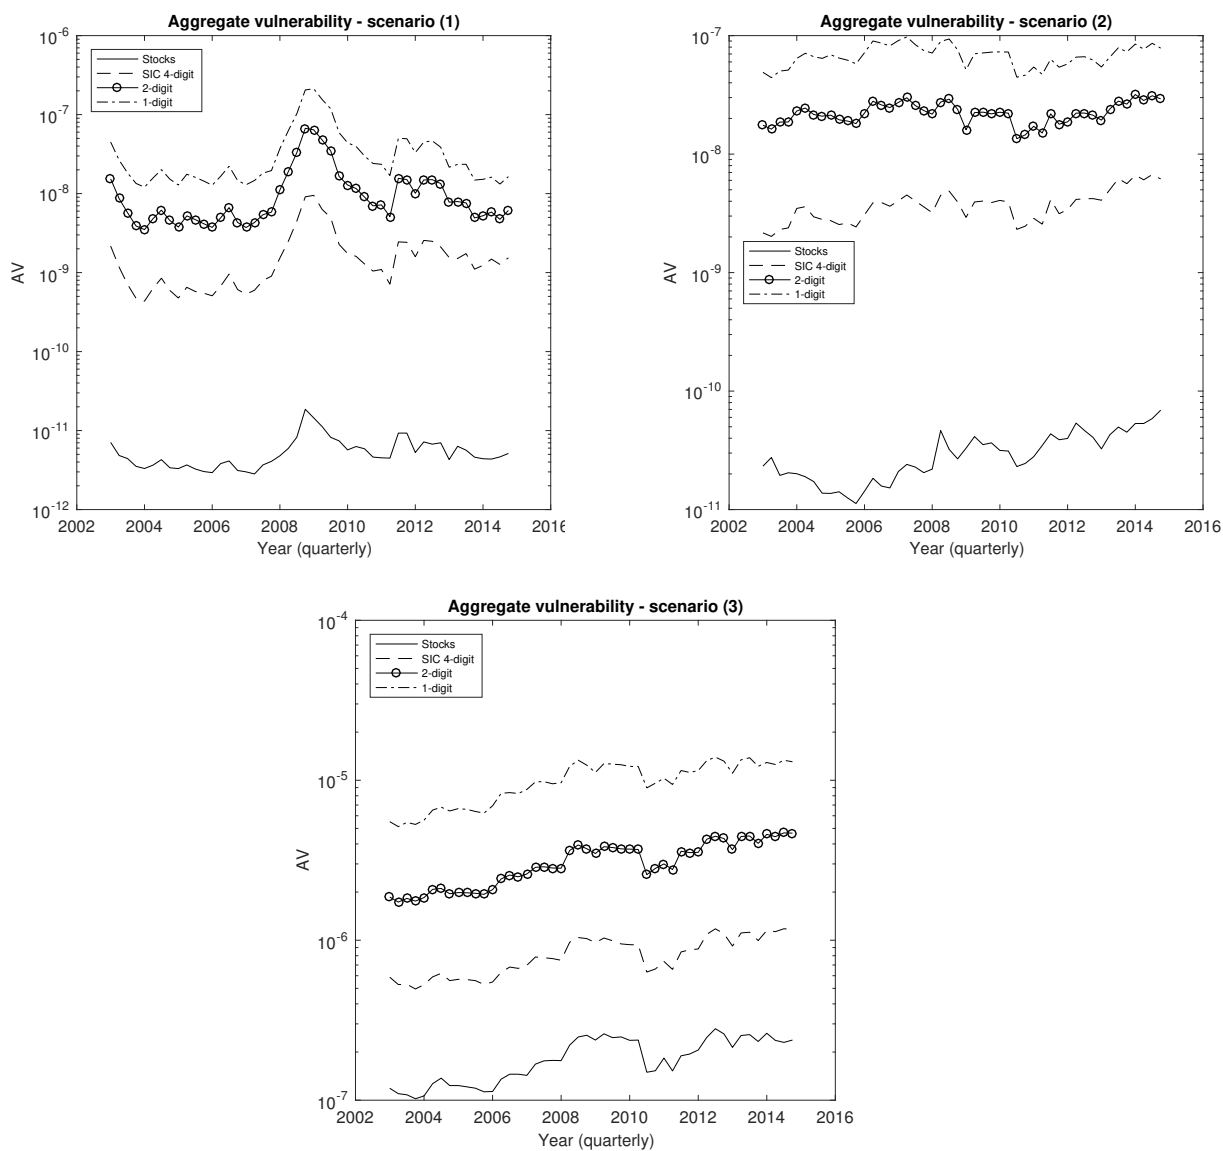 Aggregate vulnerability - scenario (1)
10^-6
10^-7
10^-8
10^-9
10^-10
10^-11
10^-12
AV
Stocks
SIC 4-digit
2-digit
1-digit
2002 2004 2006 2008 2010 2012 2014 2016
Year (quarterly)
Aggregate vulnerability - scenario (2)
10^-7
10^-8
10^-9
10^-10
10^-11
AV
Stocks
SIC 4-digit
2-digit
1-digit
2002 2004 2006 2008 2010 2012 2014 2016
Year (quarterly)
Aggregate vulnerability - scenario (3)
10^-4
10^-5
10^-6
10^-7
AV
Stocks
SIC 4-digit
2-digit
1-digit
2002 2004 2006 2008 2010 2012 2014 2016
Year (quarterly)